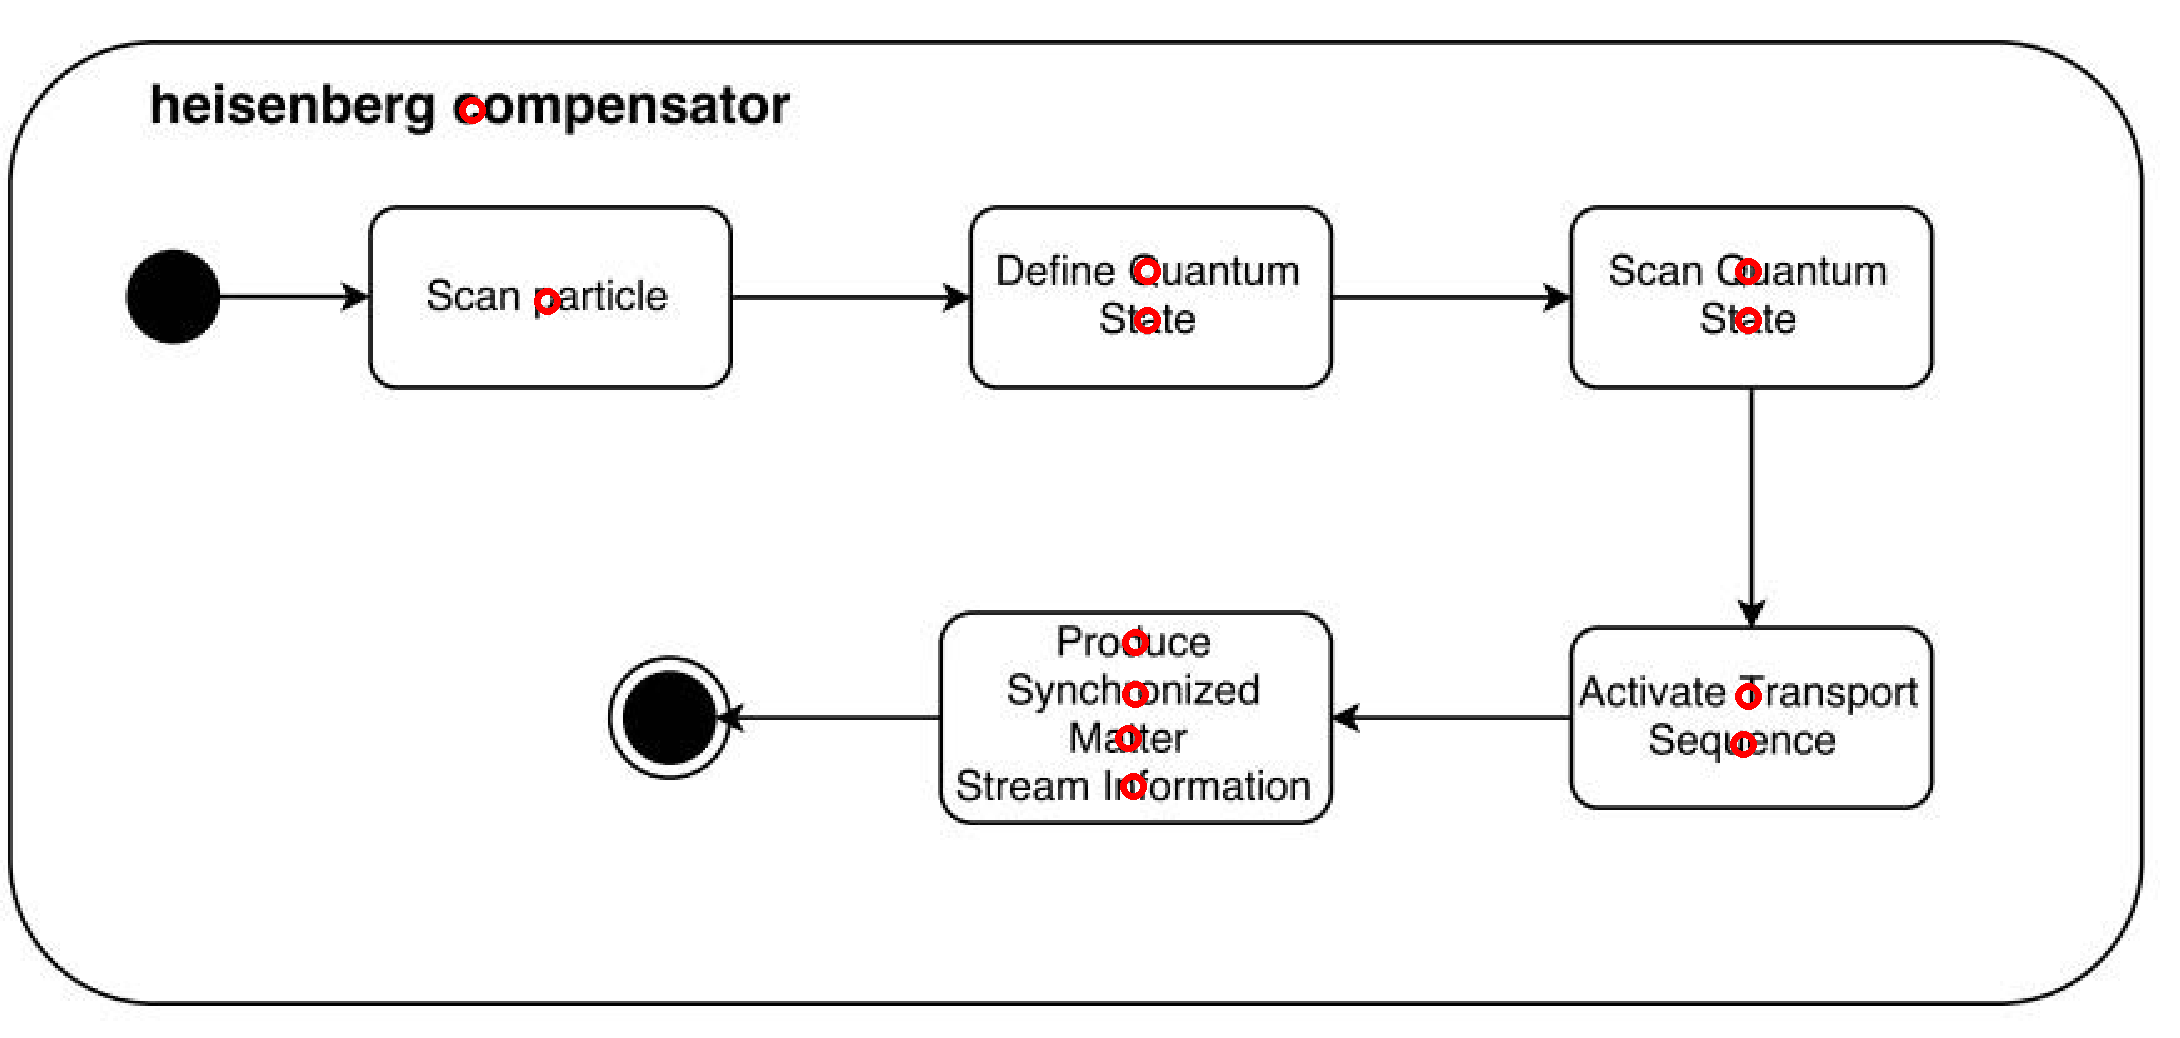 heisenberg compensator
Scan particle
Define Quantum
State
Scan Quantum
State
Produce
Synchronized
Matter
Stream Information
Activate Transport
Sequence